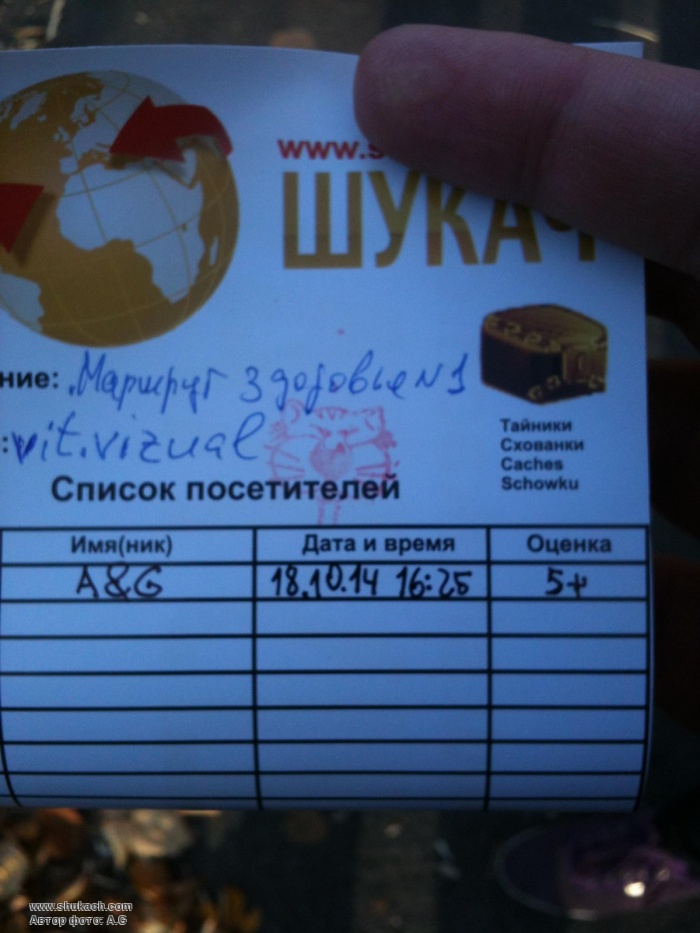 www.s
ШУКАЧ
ние: Маршрут здоровье №1
: vit.vizual
Тайники
Схованки
Caches
Schowku
Список посетителей
Имя(ник) Дата и время Оценка
A&G 18.10.14 16:25 5+
www.shukach.com
Автор фото: A.G